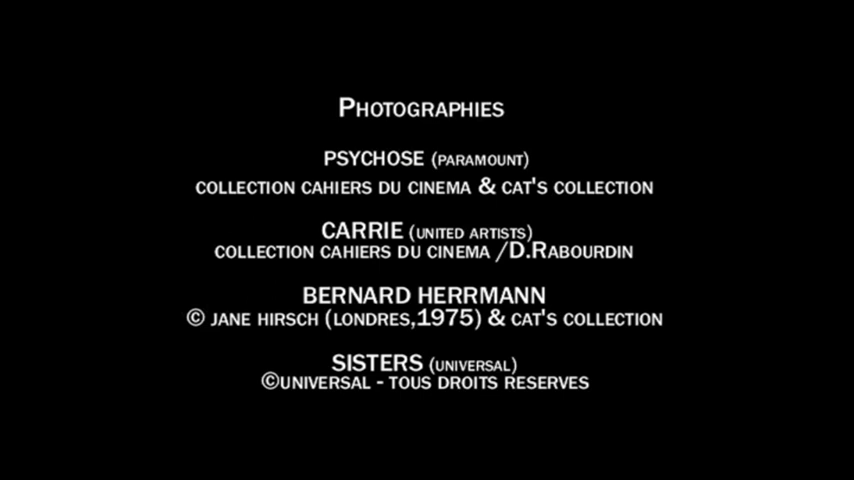 PHOTOGRAPHIES
PSYCHOSE (PARAMOUNT)
COLLECTION CAHIERS DU CINEMA & CAT'S COLLECTION
CARRIE (UNITED ARTISTS)
COLLECTION CAHIERS DU CINEMA /D.RABOURDIN
BERNARD HERRMANN
© JANE HIRSCH (LONDRES,1975) & CAT'S COLLECTION
SISTERS (UNIVERSAL)
©UNIVERSAL - TOUS DROITS RESERVES